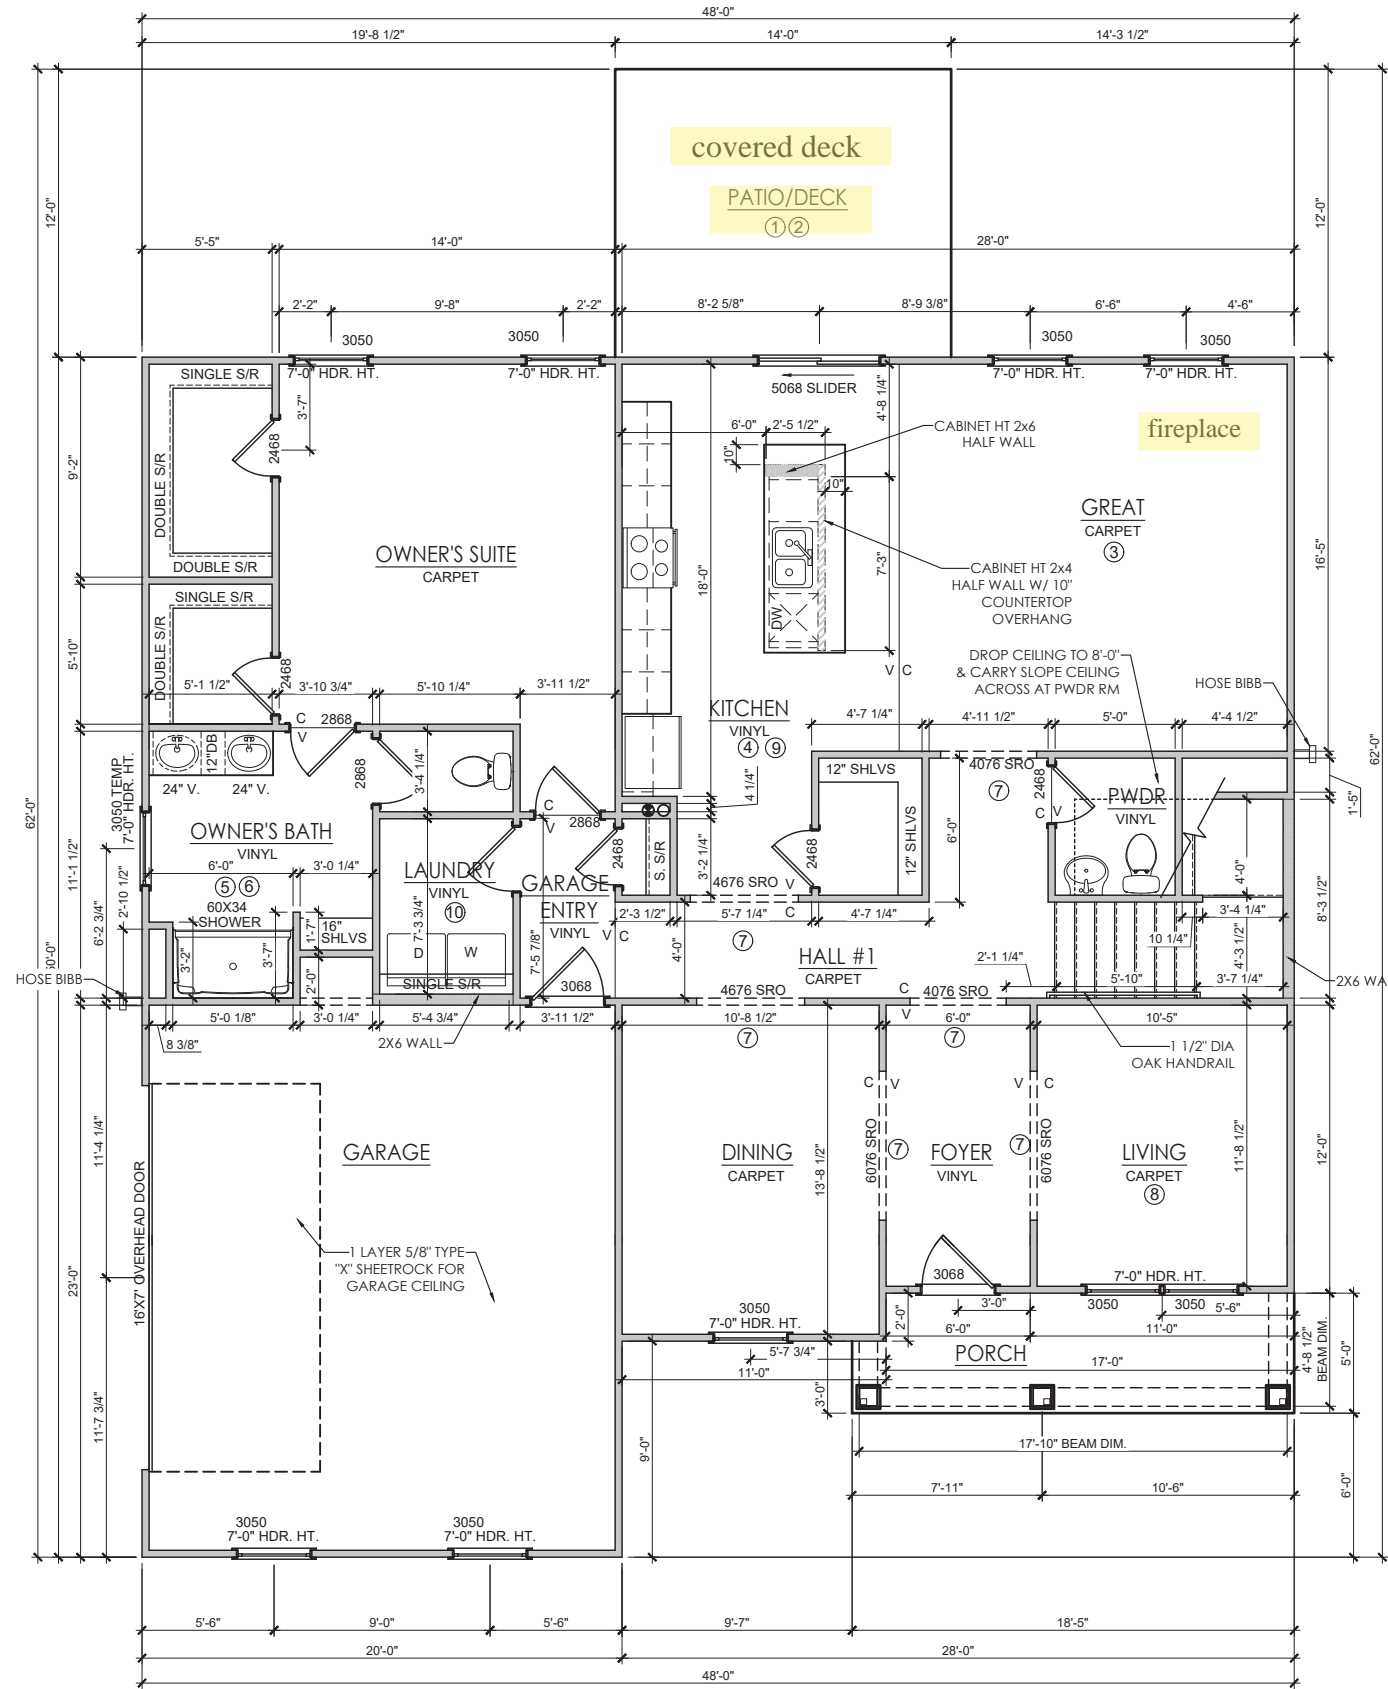 48'-0"
19'-8 1/2"
14'-0"
14'-3 1/2"
covered deck
PATIO/DECK
1 2
12'-0"
12'-0"
5'-5"
14'-0"
28'-0"
2'-2"
9'-8"
2'-2"
8'-2 5/8"
8'-9 3/8"
6'-6"
4'-6"
3050
3050
3050
3050
7'-0" HDR. HT.
7'-0" HDR. HT.
7'-0" HDR. HT.
7'-0" HDR. HT.
5068 SLIDER
SINGLE S/R
3'-7"
2468
DOUBLE S/R
DOUBLE S/R
9'-2"
4'-8 1/4"
6'-0"
2'-5 1/2"
10"
10"
CABINET HT 2x6
HALF WALL
fireplace
GREAT
CARPET
3
16'-5"
OWNER'S SUITE
CARPET
18'-0"
7'-3"
DW
CABINET HT 2x4
HALF WALL W/ 10"
COUNTERTOP
OVERHANG
SINGLE S/R
DOUBLE S/R
5'-10"
2468
DROP CEILING TO 8'-0"
& CARRY SLOPE CEILING
ACROSS AT PWDR RM
V C
HOSE BIBB
5'-1 1/2"
3'-10 3/4"
5'-10 1/4"
3'-11 1/2"
KITCHEN
VINYL
4 9
4'-7 1/4"
4'-11 1/2"
5'-0"
4'-4 1/2"
62'-0"
62'-0"
C
V
2868
12"DB
24" V.
24" V.
2868
3'-4 1/4"
3050 TEMP
7'-0" HDR. HT.
4 1/4"
12" SHLVS
12" SHLVS
4076 SRO
7
2468
C V
PWDR
VINYL
1'-5"
OWNER'S BATH
VINYL
5 6
6'-0"
3'-0 1/4"
C
V
2868
2468
S. S/R
3'-2 1/4"
2468
6'-0"
LAUNDRY
VINYL
10
GARAGE
ENTRY
VINYL
4676 SRO
V
C
4'-0"
8'-3 1/2"
11'-1 1/2"
2'-10 1/2"
6'-2 3/4"
60X34
SHOWER
16"
SHLVS
1'-7"
3'-2"
3'-7"
7'-3 3/4"
7'-5 7/8"
D
W
SINGLE S/R
3068
V C
2'-3 1/2"
5'-7 1/4"
4'-7 1/4"
7
4'-0"
HALL #1
CARPET
3'-4 1/4"
10 1/4"
4'-3 1/2"
2'-1 1/4"
5'-10"
3'-7 1/4"
2X6 WA
HOSE BIBB
2'-0"
4676 SRO
4076 SRO
C
V
5'-0 1/8"
3'-0 1/4"
5'-4 3/4"
3'-11 1/2"
10'-8 1/2"
6'-0"
10'-5"
8 3/8"
2X6 WALL
7
7
1 1/2" DIA
OAK HANDRAIL
C V
V C
11'-4 1/4"
GARAGE
DINING
CARPET
13'-8 1/2"
6076 SRO
7
FOYER
VINYL
7
6076 SRO
LIVING
CARPET
8
11'-8 1/2"
12'-0"
16'X7' OVERHEAD DOOR
23'-0"
1 LAYER 5/8" TYPE
"X" SHEETROCK FOR
GARAGE CEILING
3068
7'-0" HDR. HT.
3050
3050
3'-0"
5'-6"
2'-0"
3050
7'-0" HDR. HT.
6'-0"
11'-0"
5'-7 3/4"
11'-0"
PORCH
17'-0"
4'-8 1/2"
BEAM DIM.
5'-0"
3'-0"
11'-7 3/4"
17'-10" BEAM DIM.
9'-0"
7'-11"
10'-6"
6'-0"
3050
7'-0" HDR. HT.
3050
7'-0" HDR. HT.
5'-6"
9'-0"
5'-6"
9'-7"
18'-5"
20'-0"
28'-0"
48'-0"